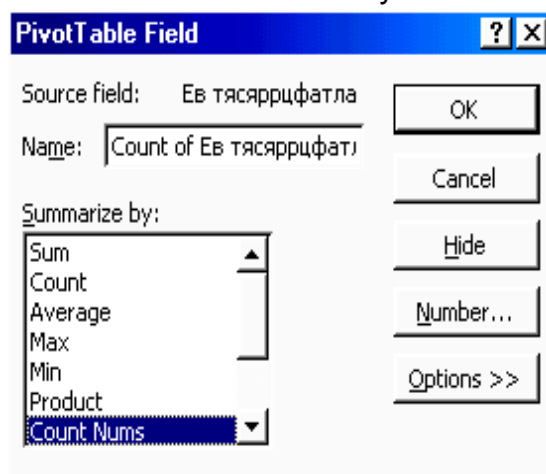 PivotTable Field
Source field: Ев тясяррцфатла
Name: Count of Ев тясяррцфатл
Summarize by:
Sum
Count
Average
Max
Min
Product
Count Nums
OK
Cancel
Hide
Number...
Options >>